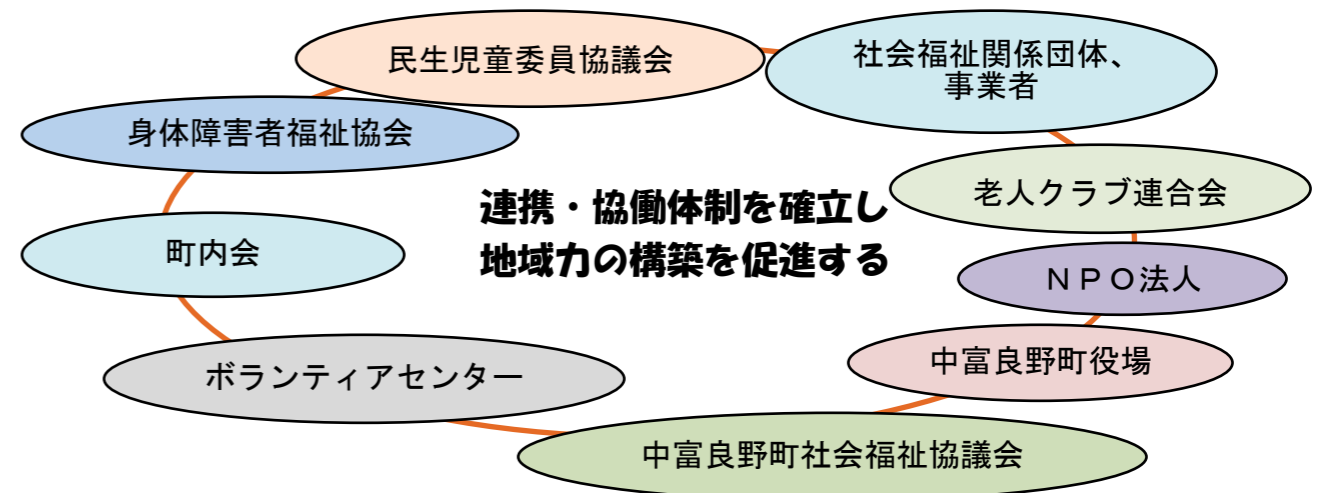 民生児童委員協議会
社会福祉関係団体、
事業者
身体障害者福祉協会
老人クラブ連合会
連携・協働体制を確立し
地域力の構築を促進する
町内会
ＮＰＯ法人
中富良野町役場
ボランティアセンター
中富良野町社会福祉協議会